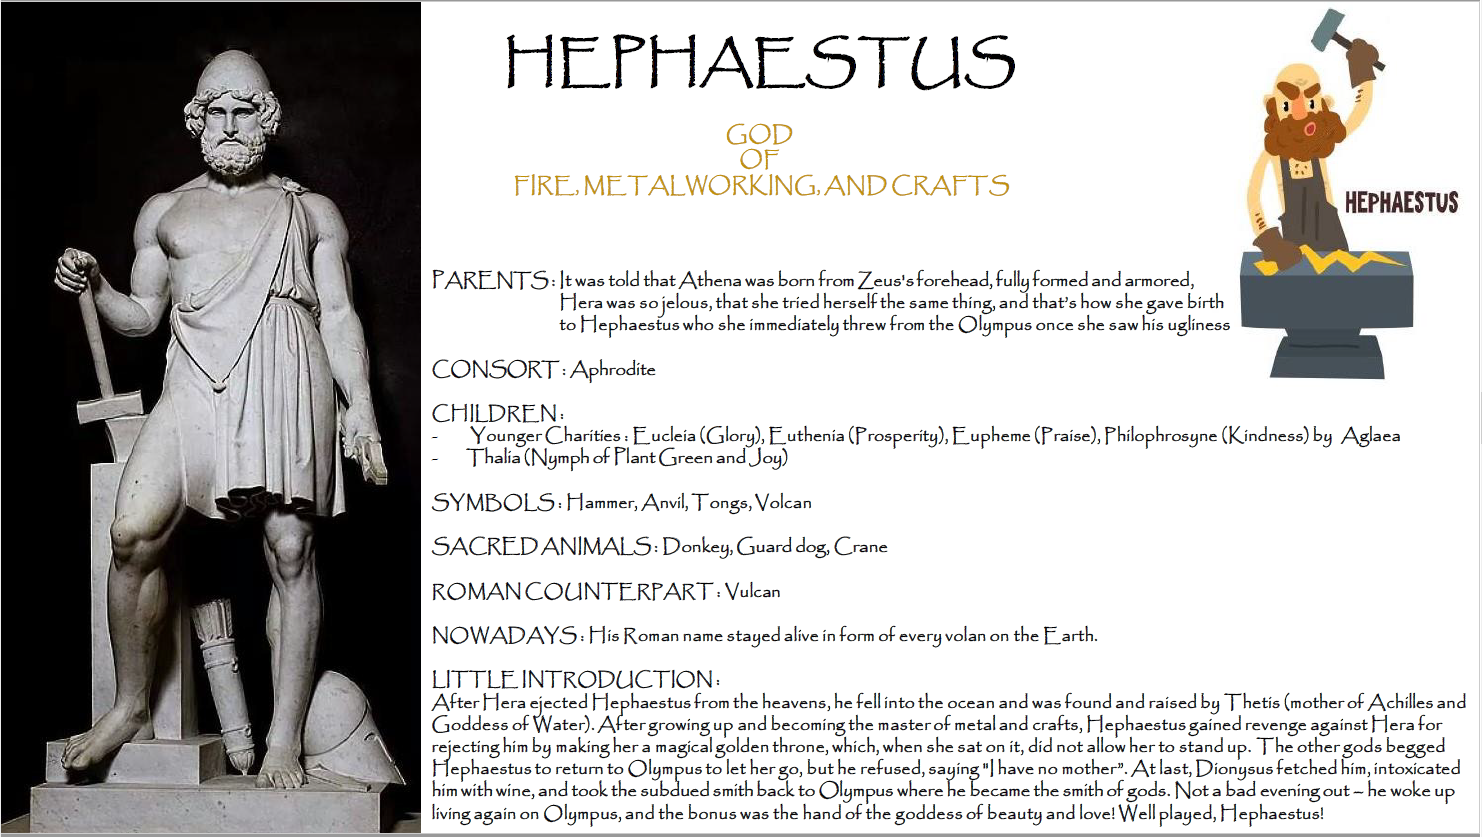 HEPHAESTUS
GOD
OF
FIRE, METALWORKING, AND CRAFTS
HEPHAESTUS
PARENTS : It was told that Athena was born from Zeus's forehead, fully formed and armored,
Hera was so jelous, that she tried herself the same thing, and that's how she gave birth
to Hephaestus who she immediately threw from the Olympus once she saw his ugliness
CONSORT : Aphrodite
CHILDREN :
- Younger Charities : Eucleia (Glory), Euthenia (Prosperity), Eupheme (Praise), Philophrosyne (Kindness) by Aglaea
- Thalia (Nymph of Plant Green and Joy)
SYMBOLS : Hammer, Anvil, Tongs, Volcan
SACRED ANIMALS : Donkey, Guard dog, Crane
ROMAN COUNTERPART : Vulcan
NOWADAYS : His Roman name stayed alive in form of every volan on the Earth.
LITTLE INTRODUCTION :
After Hera ejected Hephaestus from the heavens, he fell into the ocean and was found and raised by Thetis (mother of Achilles and
Goddess of Water). After growing up and becoming the master of metal and crafts, Hephaestus gained revenge against Hera for
rejecting him by making her a magical golden throne, which, when she sat on it, did not allow her to stand up. The other gods begged
Hephaestus to return to Olympus to let her go, but he refused, saying "I have no mother”. At last, Dionysus fetched him, intoxicated
him with wine, and took the subdued smith back to Olympus where he became the smith of gods. Not a bad evening out – he woke up
living again on Olympus, and the bonus was the hand of the goddess of beauty and love! Well played, Hephaestus!